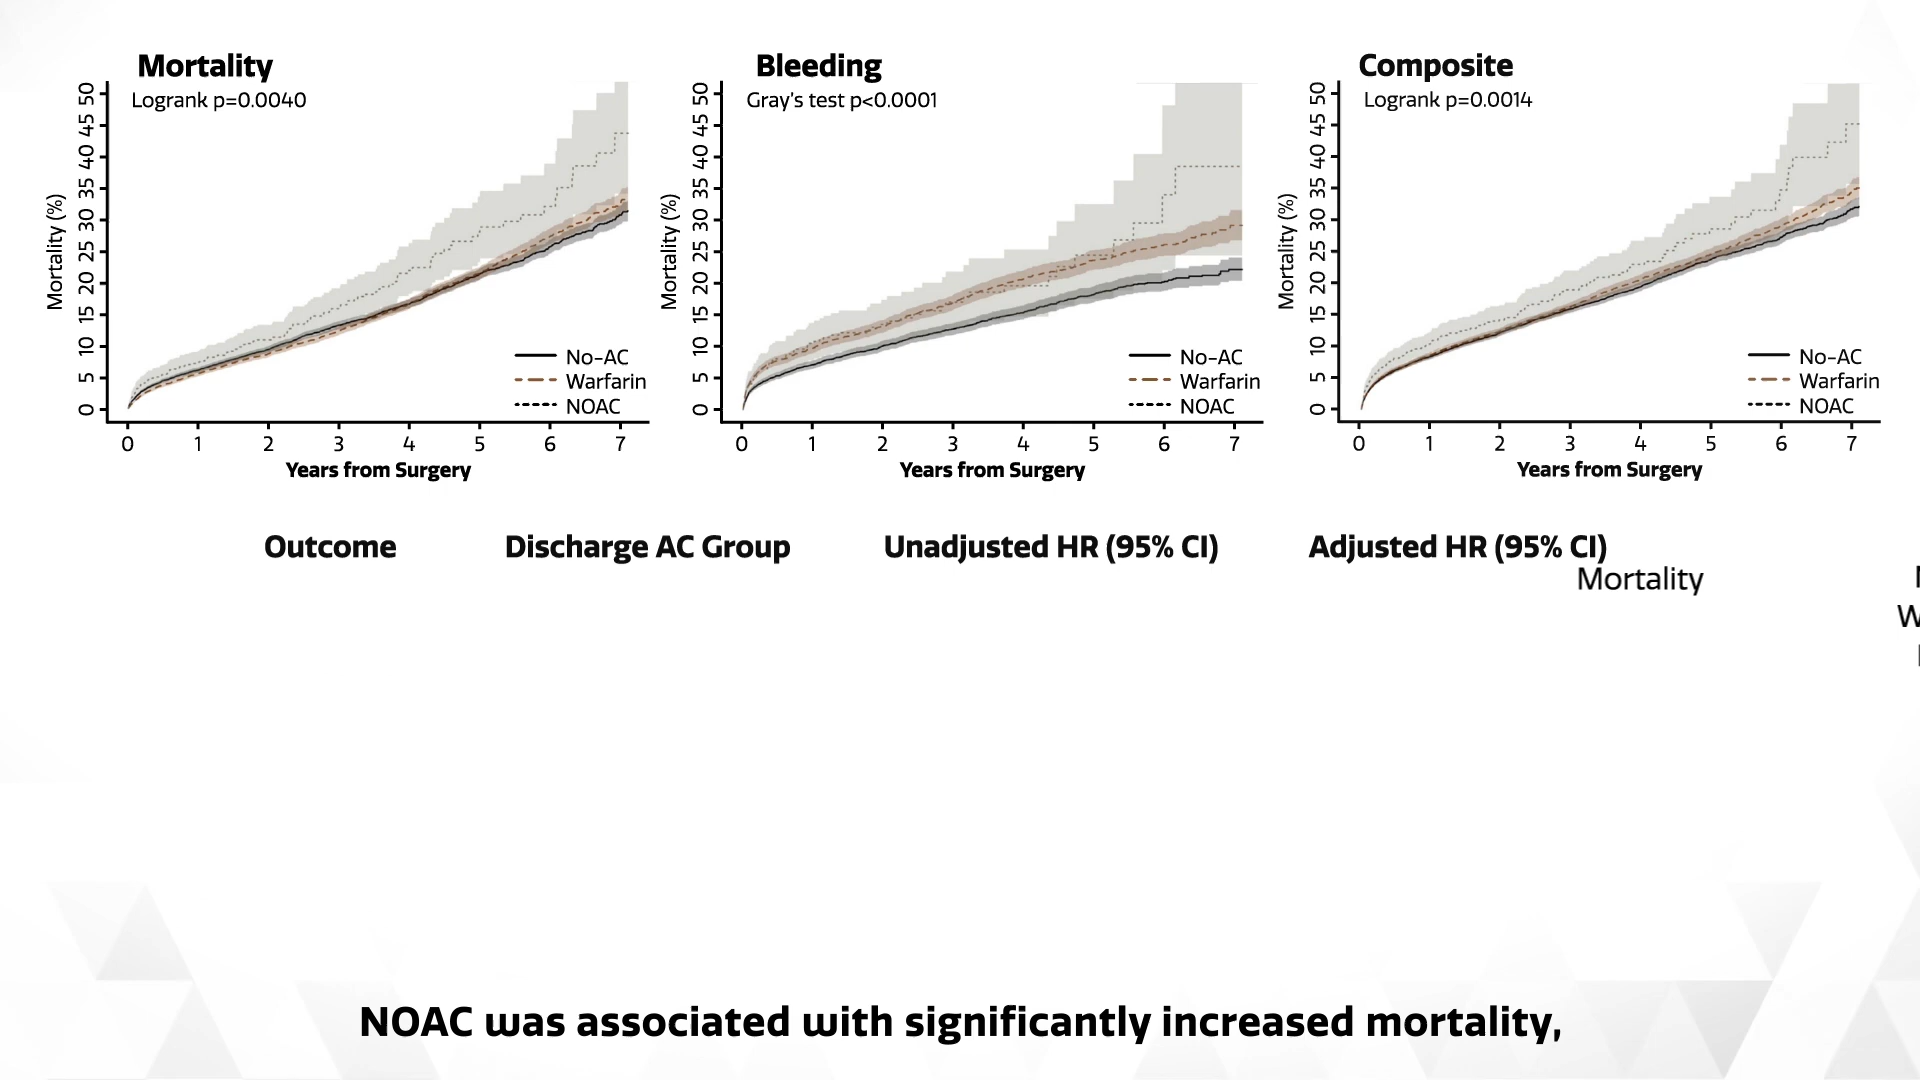 Mortality
Logrank p=0.0040
Mortality (%)
50
45
40
35
30
25
20
15
10
5
0
No-AC
Warfarin
NOAC
0 1 2 3 4 5 6 7
Years from Surgery
Bleeding
Gray's test p<0.0001
Mortality (%)
50
45
40
35
30
25
20
15
10
5
0
No-AC
Warfarin
NOAC
0 1 2 3 4 5 6 7
Years from Surgery
Composite
Logrank p=0.0014
Mortality (%)
50
45
40
35
30
25
20
15
10
5
0
No-AC
Warfarin
NOAC
0 1 2 3 4 5 6 7
Years from Surgery
Outcome Discharge AC Group Unadjusted HR (95% CI) Adjusted HR (95% CI)
Mortality
NOAC was associated with significantly increased mortality,